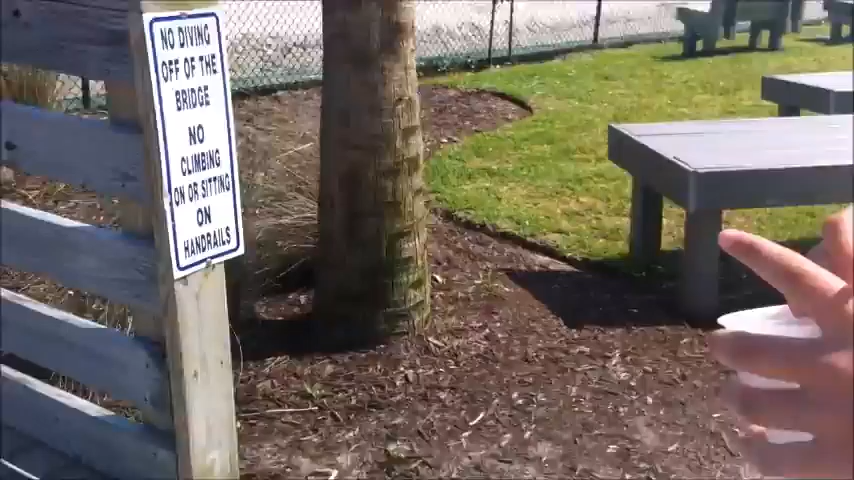 NO DIVING
OFF OF THE
BRIDGE
NO
CLIMBING
ON OR SITTING
ON
HANDRAILS